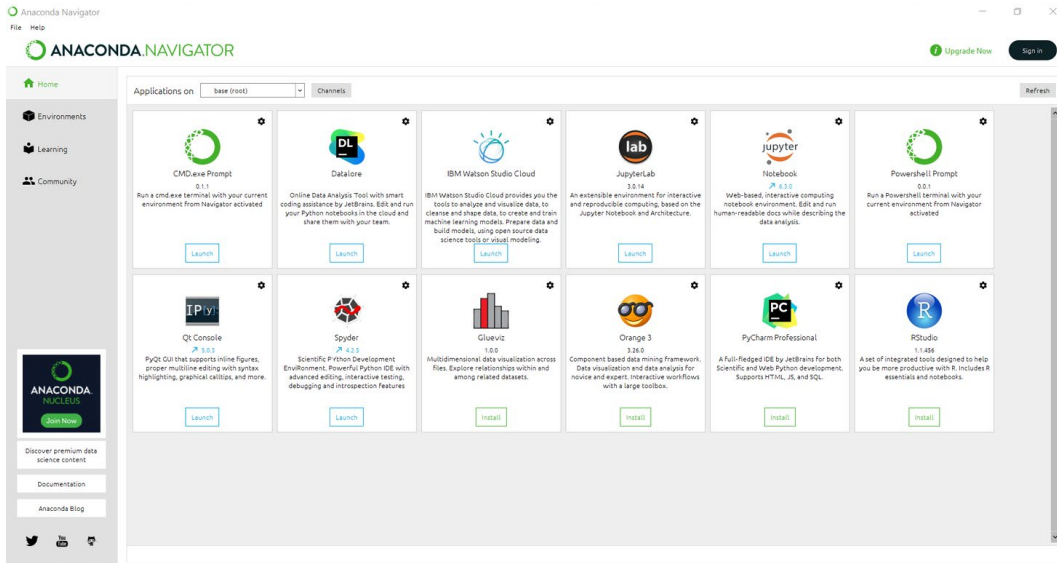 Anaconda Navigator
File Help
ANACONDA.NAVIGATOR
Upgrade Now
Sign in
Home
Environments
Learning
Community
Applications on base (root) Channels
Refresh
CMD.exe Prompt
0.1.1
Run a cmd.exe terminal with your current
environment from Navigator activated
Launch
DL
Datalore
Online Data Analysis Tool with smart
coding assistance by JetBrains. Edit and run
your Python notebooks in the cloud and
share them with your team.
Launch
IBM Watson Studio Cloud
IBM Watson Studio Cloud provides you the
tools to analyze and visualize data, to
cleanse and shape data, to create and train
machine learning models. Prepare data and
build models, using open source data
science tools or visual modeling.
Launch
lab
JupyterLab
3.0.14
An extensible environment for interactive
and reproducible computing, based on the
Jupyter Notebook and Architecture.
Launch
jupyter
Notebook
6.3.0
Web-based, interactive computing
notebook environment. Edit and run
human-readable docs while describing the
data analysis.
Launch
Powershell Prompt
0.0.1
Run a Powershell terminal with your
current environment from Navigator
activated
Launch
IP[y]:
Qt Console
5.0.3
PyQt GUI that supports inline figures,
proper multiline editing with syntax
highlighting, graphical calltips, and more.
Launch
Spyder
4.2.5
Scientific PYthon Development
EnviRonment. Powerful Python IDE with
advanced editing, interactive testing,
debugging and introspection features
Launch
Glueviz
1.0.0
Multidimensional data visualization across
files. Explore relationships within and
among related datasets.
Install
Orange 3
3.26.0
Component based data mining framework.
Data visualization and data analysis for
novice and expert. Interactive workflows
with a large toolbox.
Install
PC
PyCharm Professional
A full-fledged IDE by JetBrains for both
Scientific and Web Python development.
Supports HTML, JS, and SQL.
Install
R
RStudio
1.1.456
A set of integrated tools designed to help
you be more productive with R. Includes R
essentials and notebooks.
Install
ANACONDA.
NUCLEUS
Join Now
Discover premium data
science content
Documentation
Anaconda Blog
You
Tube